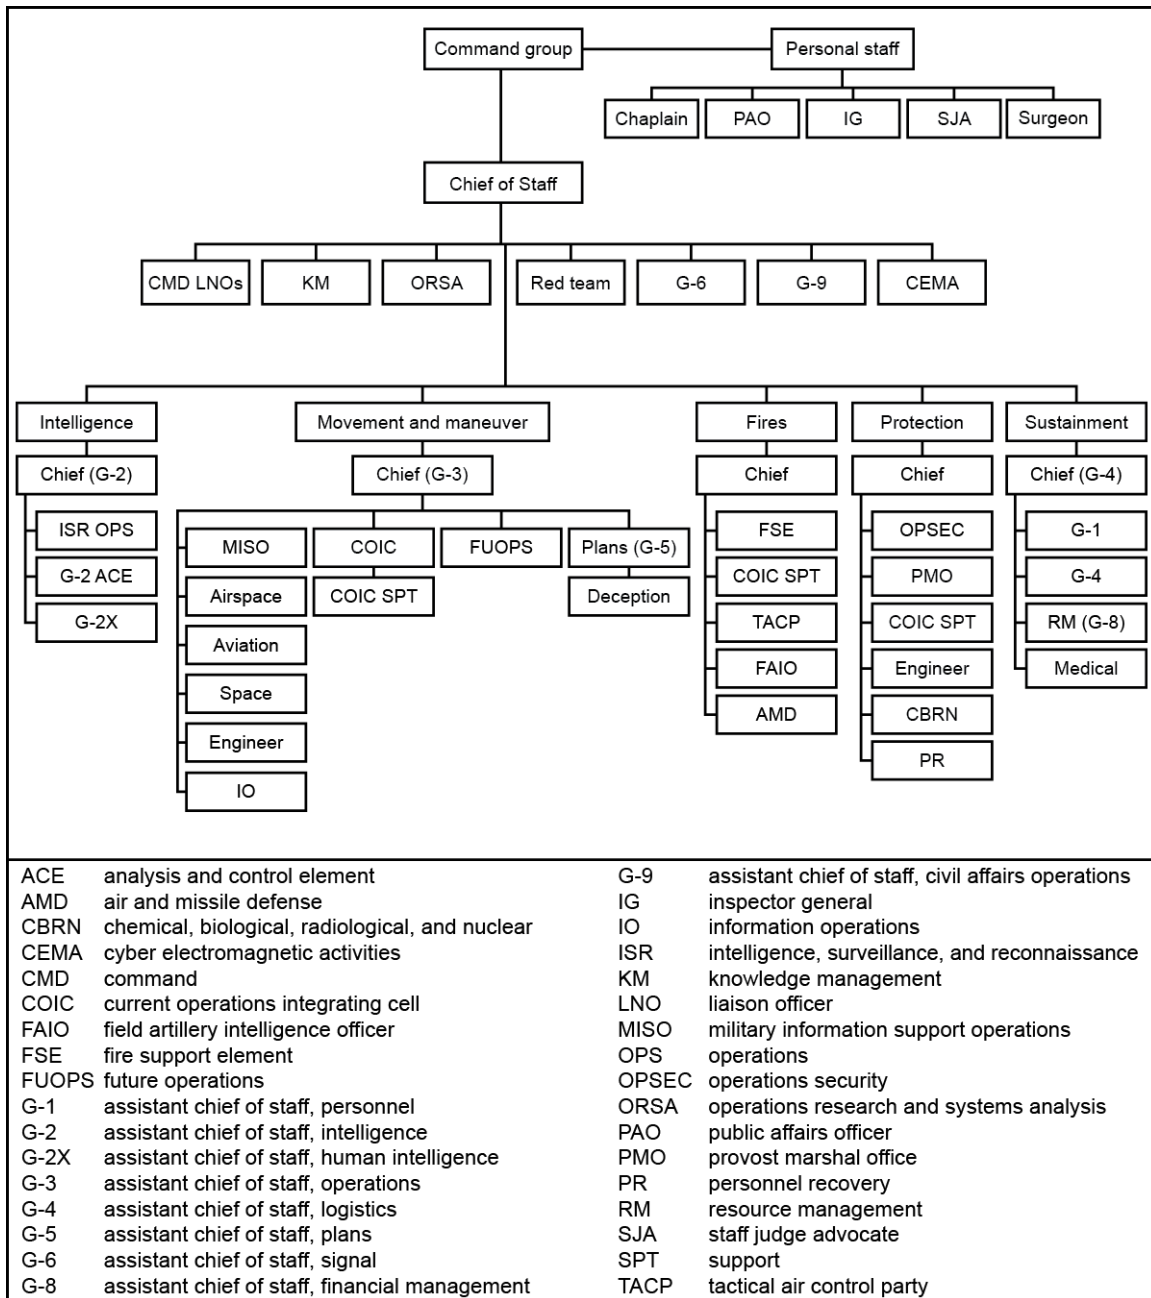 Command group
Personal staff
Chaplain
PAO
IG
SJA
Surgeon
Chief of Staff
CMD LNOs
KM
ORSA
Red team
G-6
G-9
CEMA
Intelligence
Movement and maneuver
Fires
Protection
Sustainment
Chief (G-2)
Chief (G-3)
Chief
Chief
Chief (G-4)
ISR OPS
G-2 ACE
G-2X
MISO
Airspace
Aviation
Space
Engineer
IO
COIC
COIC SPT
FUOPS
Plans (G-5)
Deception
FSE
COIC SPT
TACP
FAIO
AMD
OPSEC
PMO
COIC SPT
Engineer
CBRN
PR
G-1
G-4
RM (G-8)
Medical
ACE analysis and control element
AMD air and missile defense
CBRN chemical, biological, radiological, and nuclear
CEMA cyber electromagnetic activities
CMD command
COIC current operations integrating cell
FAIO field artillery intelligence officer
FSE fire support element
FUOPS future operations
G-1 assistant chief of staff, personnel
G-2 assistant chief of staff, intelligence
G-2X assistant chief of staff, human intelligence
G-3 assistant chief of staff, operations
G-4 assistant chief of staff, logistics
G-5 assistant chief of staff, plans
G-6 assistant chief of staff, signal
G-8 assistant chief of staff, financial management
G-9 assistant chief of staff, civil affairs operations
IG inspector general
IO information operations
ISR intelligence, surveillance, and reconnaissance
KM knowledge management
LNO liaison officer
MISO military information support operations
OPS operations
OPSEC operations security
ORSA operations research and systems analysis
PAO public affairs officer
PMO provost marshal office
PR personnel recovery
RM resource management
SJA staff judge advocate
SPT support
TACP tactical air control party